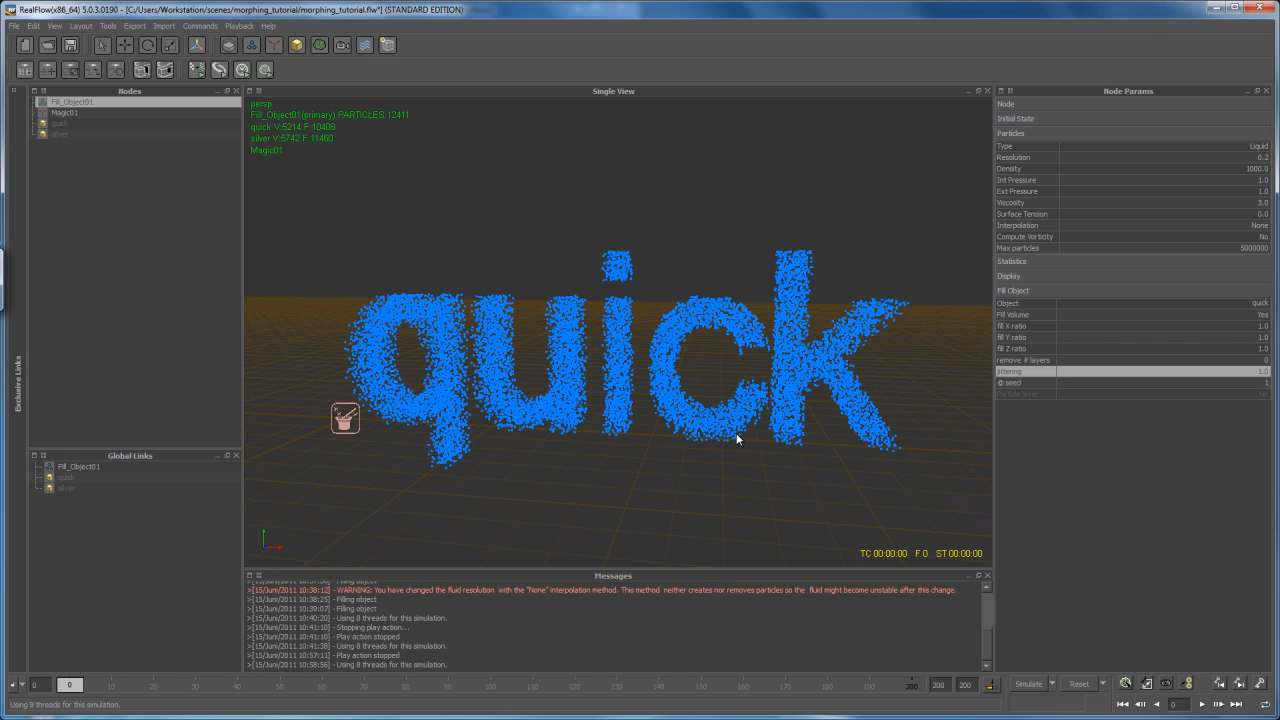 RealFlow(x86_64) 5.0.3.0190 - [C:/Users/Workstation/scenes/morphing_tutorial/morphing_tutorial.flw*] (STANDARD EDITION)
File Edit View Layout Tools Export Import Commands Playback Help
Nodes
Fill_Object01
Magic01
quick
silver
Exclusive Links
Global Links
Fill_Object01
quick
silver
Single View
persp
Fill_Object01(primary) PARTICLES:12411
quick V:5214 F:10408
silver V:5742 F:11460
Magic01
quick
TC 00:00:00 F 0 ST 00:00:00
Messages
>[15/Juni/2011 10:38:12] - WARNING: You have changed the fluid resolution with the "None" interpolation method. This method neither creates nor removes particles so the fluid might become unstable after this change.
>[15/Juni/2011 10:38:25] - Filling object
>[15/Juni/2011 10:39:07] - Filling object
>[15/Juni/2011 10:40:20] - Using 8 threads for this simulation.
>[15/Juni/2011 10:41:10] - Stopping play action...
>[15/Juni/2011 10:41:10] - Play action stopped
>[15/Juni/2011 10:41:38] - Using 8 threads for this simulation.
>[15/Juni/2011 10:57:11] - Play action stopped
>[15/Juni/2011 10:58:56] - Using 8 threads for this simulation.
Node Params
Node
Initial State
Particles
Type Liquid
Resolution 0.2
Density 1000.0
Int Pressure 1.0
Ext Pressure 1.0
Viscosity 3.0
Surface Tension 0.0
Interpolation None
Compute Vorticity No
Max particles 5000000
Statistics
Display
Fill Object
Object quick
Fill Volume Yes
fill X ratio 1.0
fill Y ratio 1.0
fill Z ratio 1.0
remove # layers 0
jittering 1.0
@ seed 1
Particle layer No
0 0 10 20 30 40 50 60 70 80 90 100 110 120 130 140 150 160 170 180 190 200 200 200
Simulate Reset
0
Using 8 threads for this simulation.